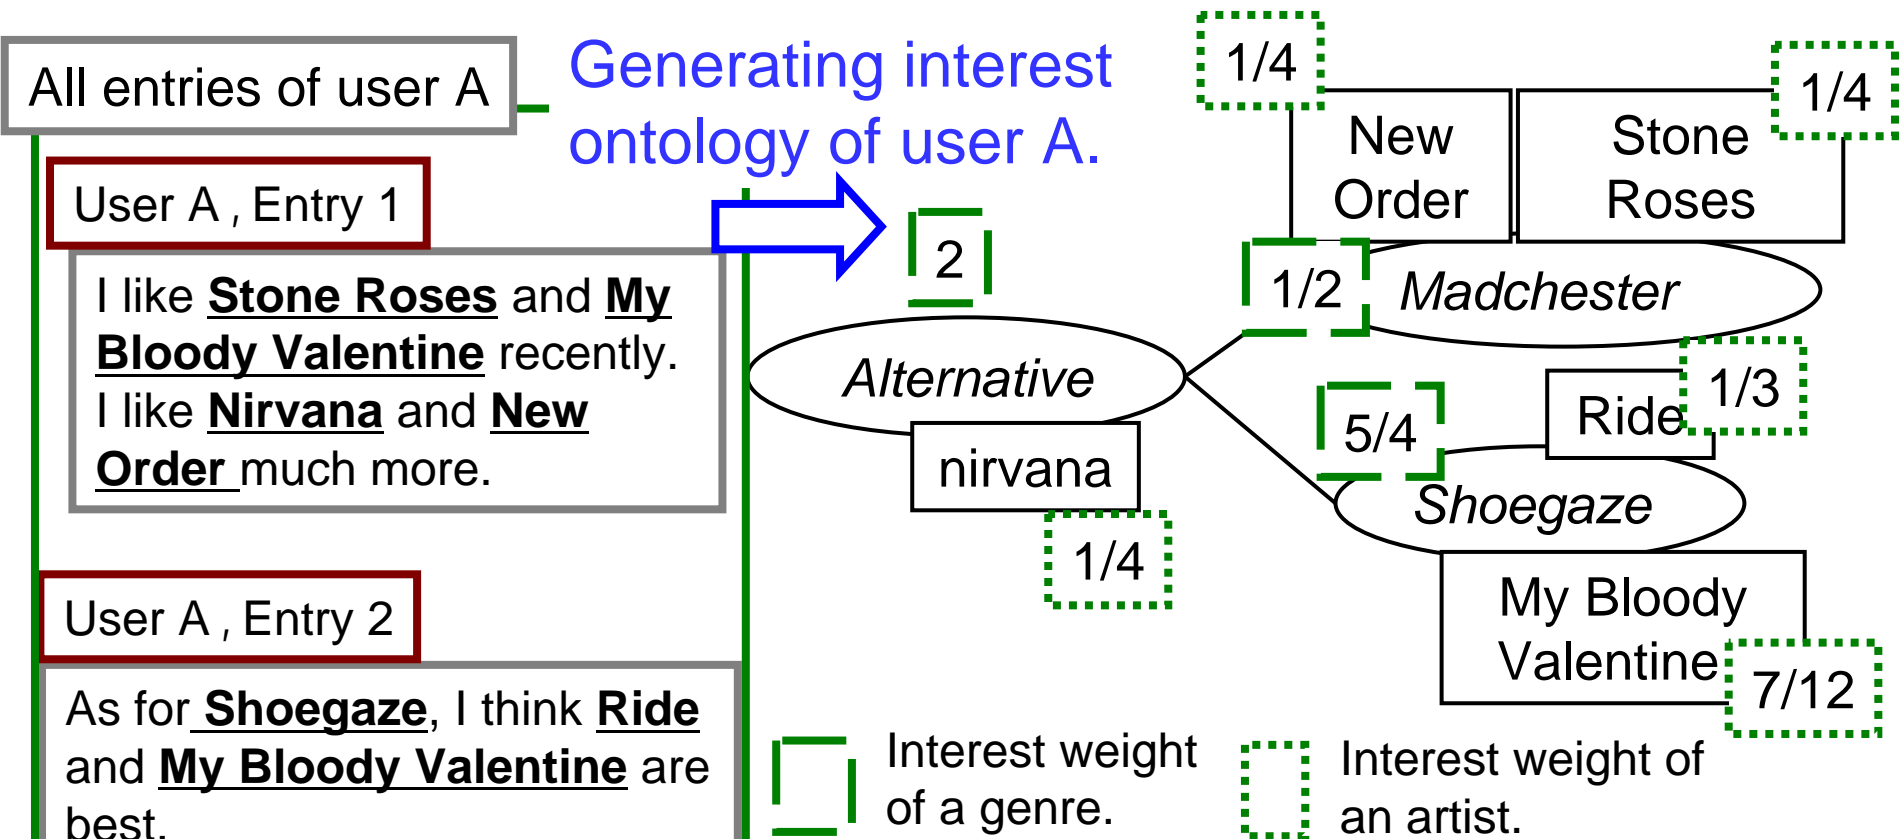 All entries of user A
Generating interest
ontology of user A.
User A , Entry 1
I like Stone Roses and My
Bloody Valentine recently.
I like Nirvana and New
Order much more.
User A , Entry 2
As for Shoegaze, I think Ride
and My Bloody Valentine are
best.
2
Alternative
nirvana
1/4
1/4
New
Order
1/4
Stone
Roses
1/2
Madchester
Ride
1/3
5/4
Shoegaze
My Bloody
Valentine
7/12
Interest weight
of a genre.
Interest weight of
an artist.